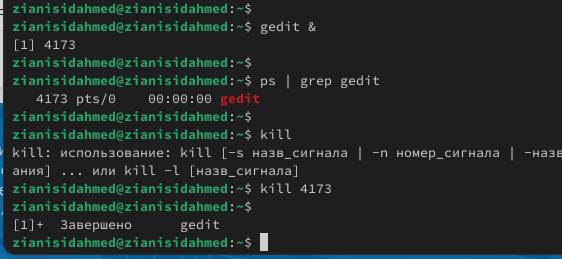 zianisidahmed@zianisidahmed:~$
zianisidahmed@zianisidahmed:~$ gedit &
[1] 4173
zianisidahmed@zianisidahmed:~$
zianisidahmed@zianisidahmed:~$ ps | grep gedit
4173 pts/0    00:00:00 gedit
zianisidahmed@zianisidahmed:~$
zianisidahmed@zianisidahmed:~$ kill
kill: использование: kill [-s назв_сигнала | -n номер_сигнала | -назв
ания] ... или kill -l [назв_сигнала]
zianisidahmed@zianisidahmed:~$ kill 4173
zianisidahmed@zianisidahmed:~$
[1]+  Завершено      gedit
zianisidahmed@zianisidahmed:~$